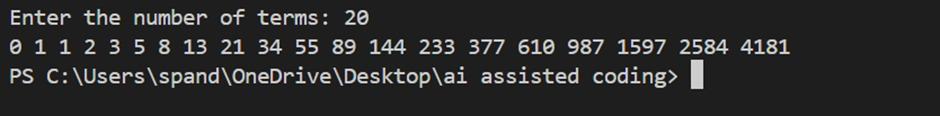 Enter the number of terms: 20
0 1 1 2 3 5 8 13 21 34 55 89 144 233 377 610 987 1597 2584 4181
PS C:\Users\spand\OneDrive\Desktop\ai assisted coding>